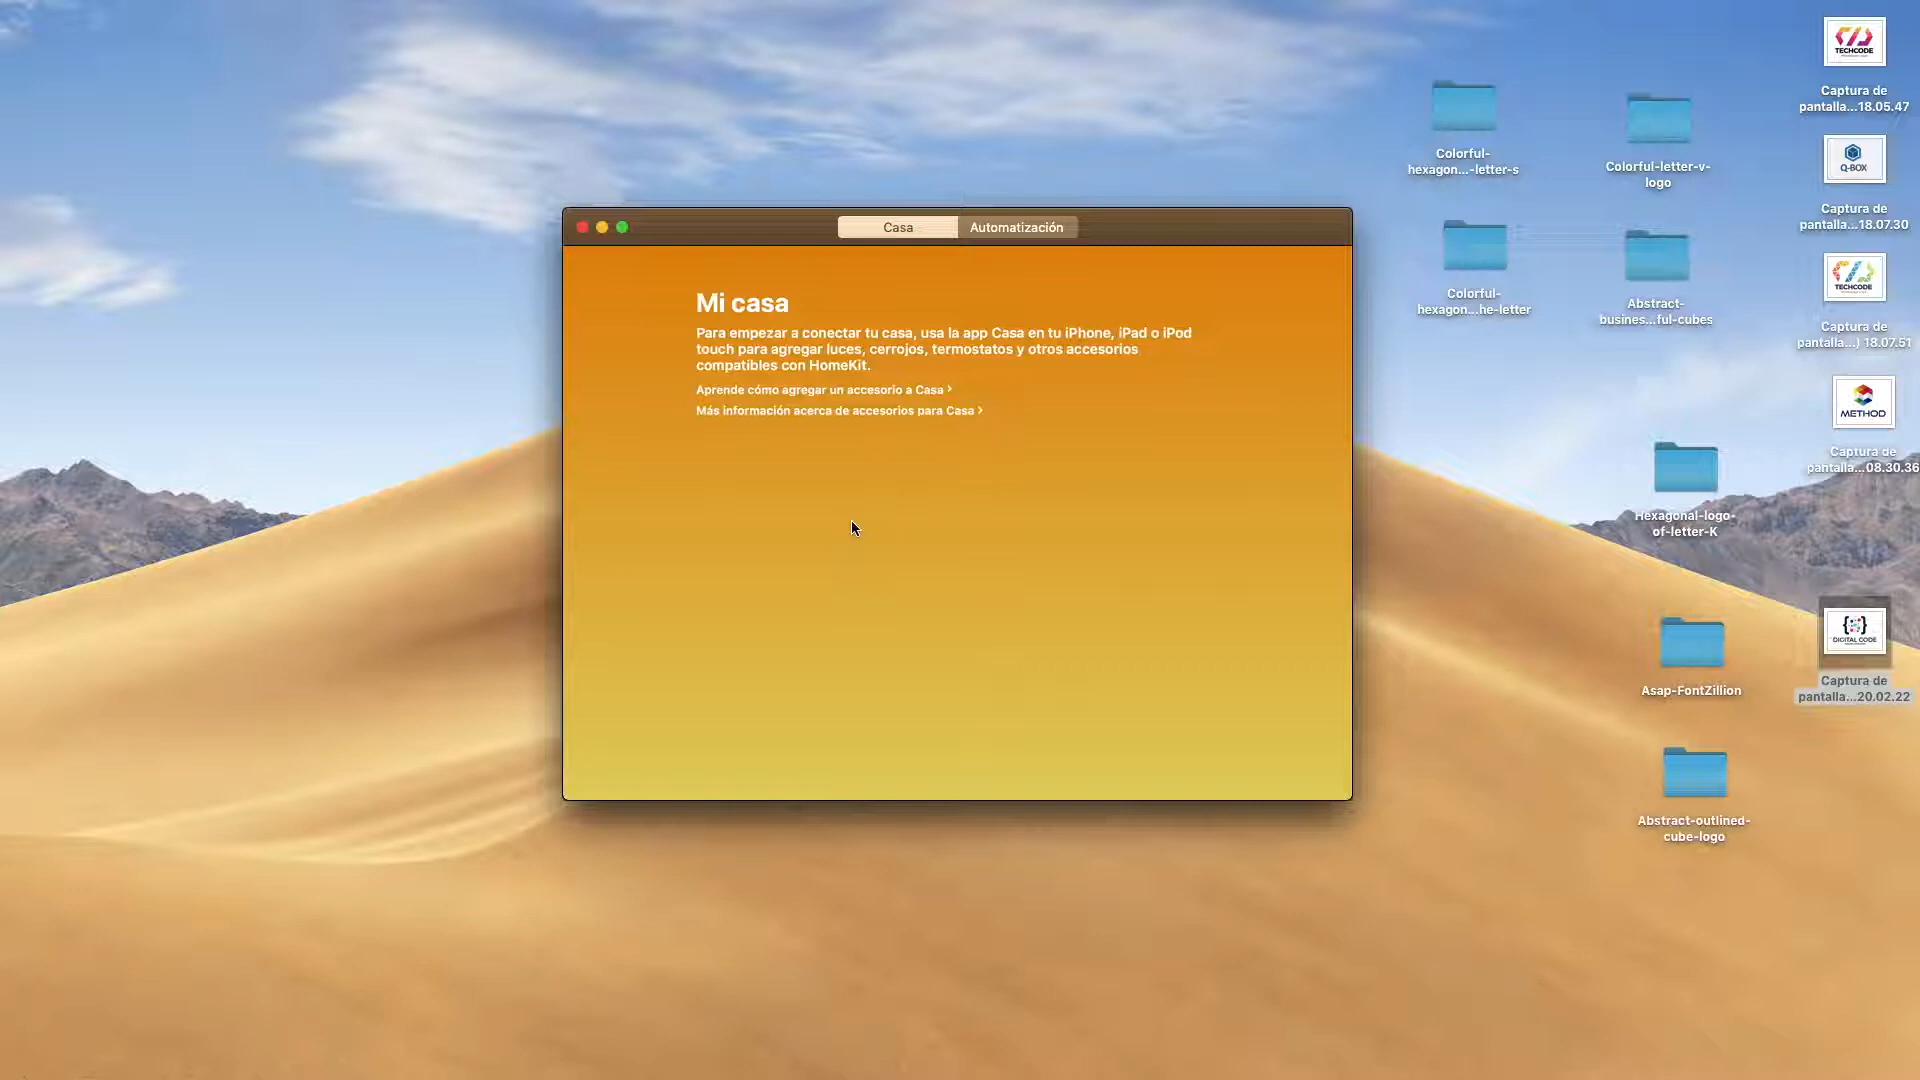 Casa
Automatización
Mi casa
Para empezar a conectar tu casa, usa la app Casa en tu iPhone, iPad o iPod
touch para agregar luces, cerrojos, termostatos y otros accesorios
compatibles con HomeKit.
Aprende cómo agregar un accesorio a Casa ›
Más información acerca de accesorios para Casa ›
Colorful-
hexagon...-letter-s
Colorful-letter-v-
logo
Colorful-
hexagon...he-letter
Abstract-
busines...ful-cubes
Hexagonal-logo-
of-letter-K
Asap-FontZillion
Abstract-outlined-
cube-logo
TECHCODE
Captura de
pantalla...18.05.47
Q-BOX
Captura de
pantalla...18.07.30
TECHCODE
Captura de
pantalla...) 18.07.51
METHOD
Captura de
pantalla...08.30.36
DIGITAL CODE
Captura de
pantalla...20.02.22